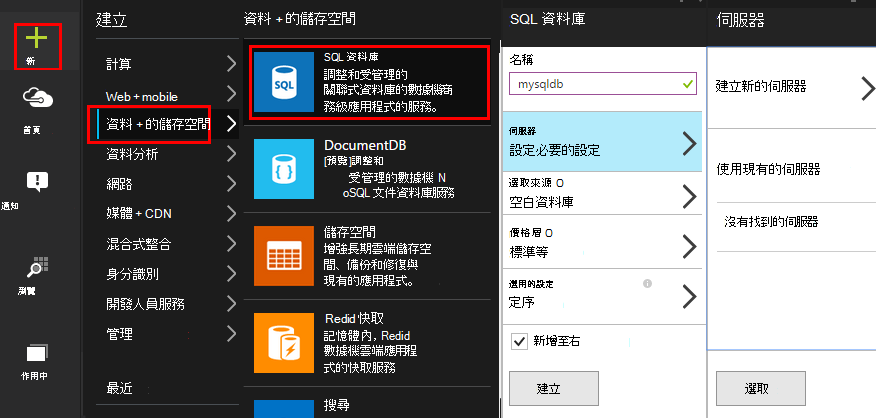 新
首頁
通知
瀏覽
作用中
建立
計算
Web + mobile
資料 + 的儲存空間
資料分析
網路
媒體 + CDN
混合式整合
身分識別
開發人員服務
管理
最近
資料 + 的儲存空間
SQL 資料庫
調整和受管理的
關聯式資料庫的數據機商
務級應用程式的服務。
SQL
DocumentDB
[預覽]調整和
受管理的數據機 N
oSQL 文件資料庫服務
儲存空間
增強長期雲端儲存空
間、備份和修復與
現有的應用程式。
Redid 快取
記憶體內，Redid
數據機雲端應用程
式的快取服務
搜尋
SQL 資料庫
名稱
mysqldb
伺服器
設定必要的設定
選取來源 O
空白資料庫
價格層 O
標準等
選用的設定
定序
新增至右
建立
伺服器
建立新的伺服器
使用現有的伺服器
沒有找到的伺服器
選取